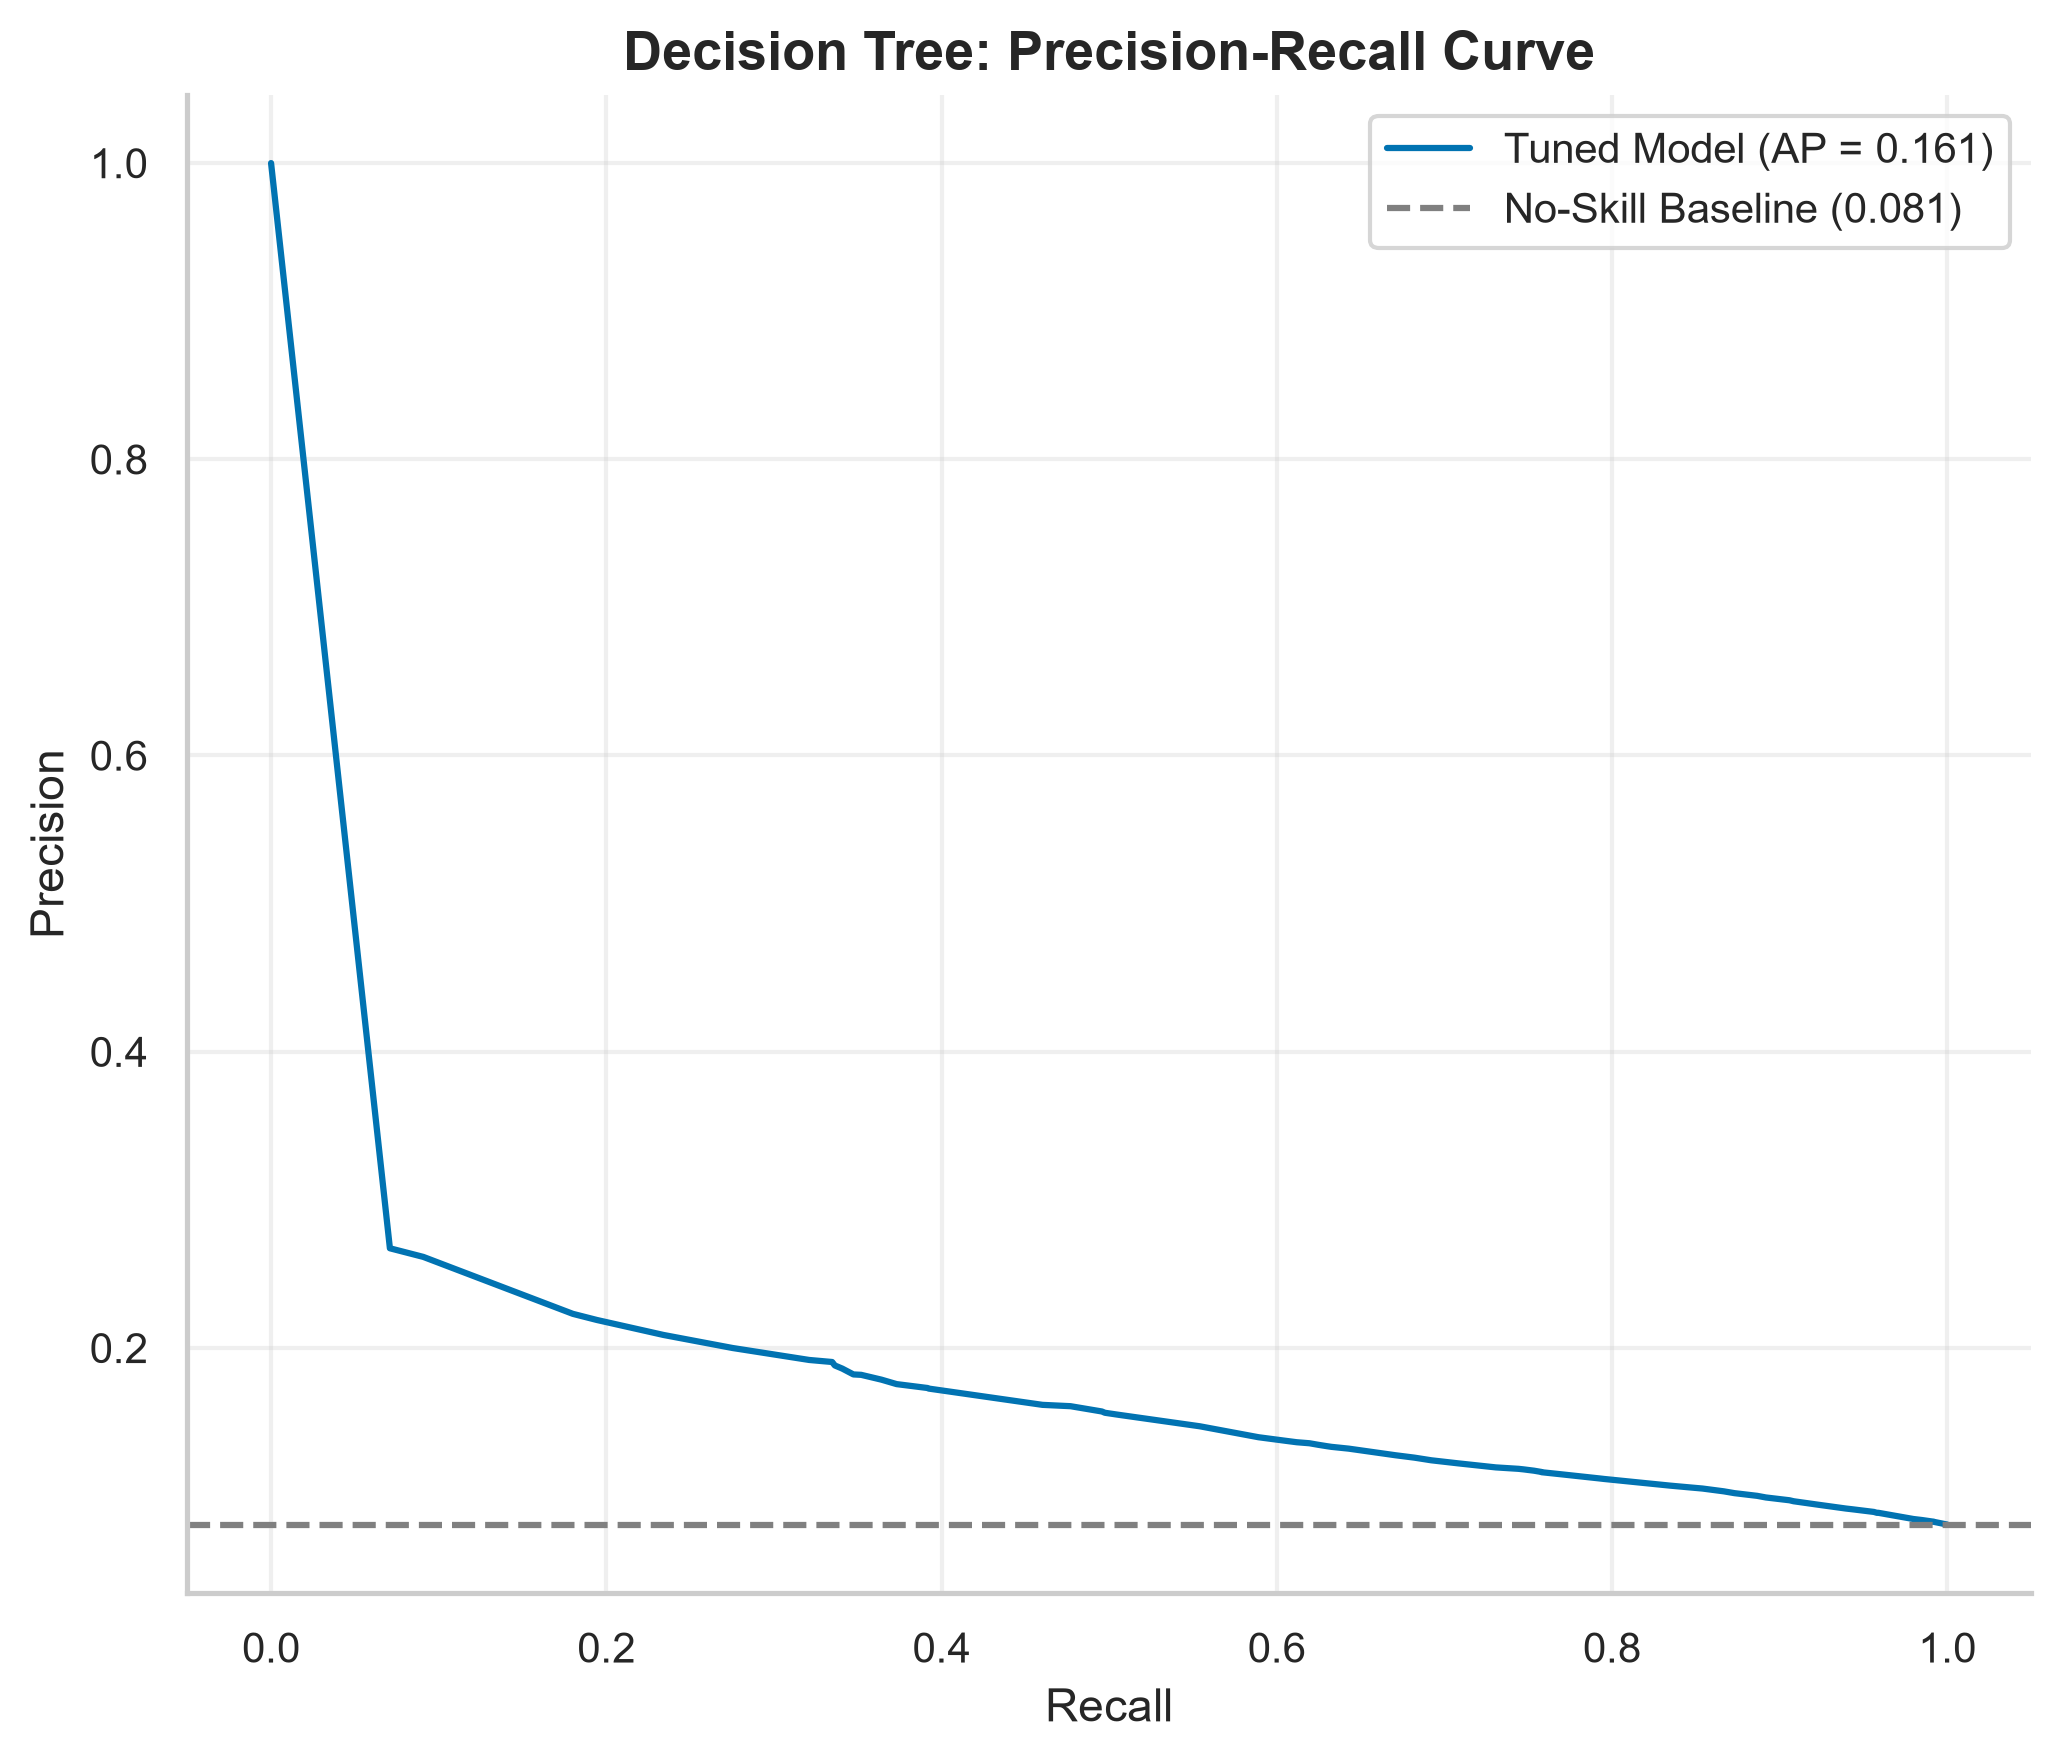 Decision Tree: Precision-Recall Curve
Tuned Model (AP = 0.161)
No-Skill Baseline (0.081)
Precision
1.0
0.8
0.6
0.4
0.2
0.0 0.2 0.4 0.6 0.8 1.0
Recall